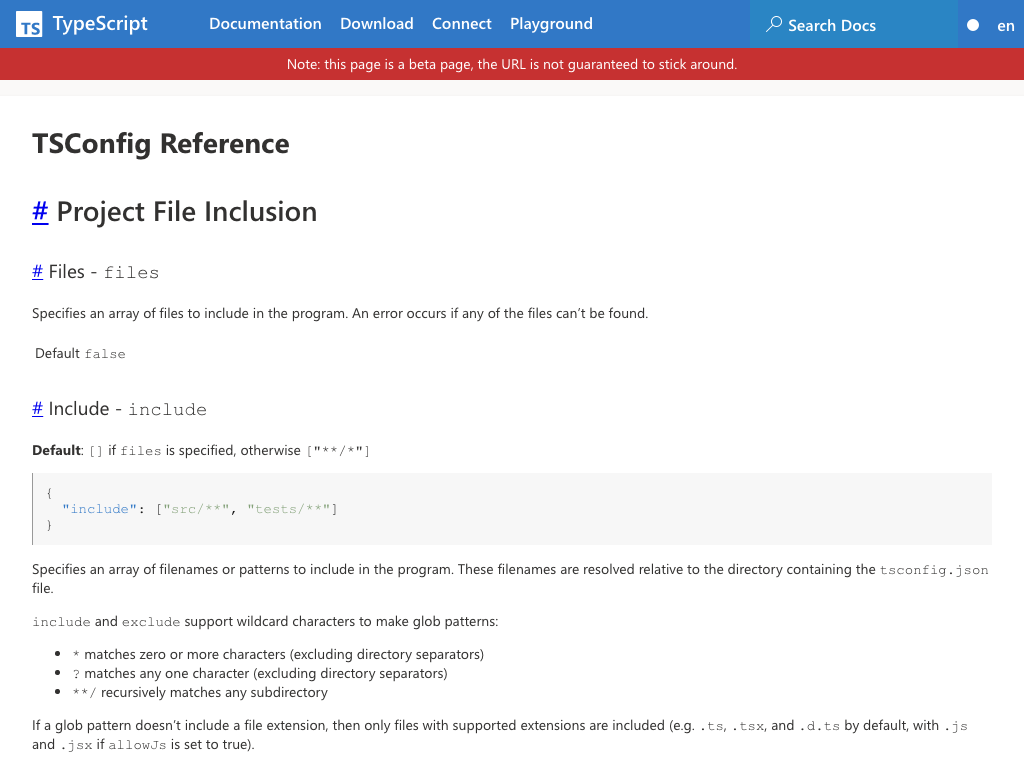 TS TypeScript Documentation Download Connect Playground Search Docs en
Note: this page is a beta page, the URL is not guaranteed to stick around.
TSConfig Reference
# Project File Inclusion
# Files - files
Specifies an array of files to include in the program. An error occurs if any of the files can’t be found.
Default false
# Include - include
Default: [] if files is specified, otherwise ["**/*"]
{
"include": ["src/**", "tests/**"]
}
Specifies an array of filenames or patterns to include in the program. These filenames are resolved relative to the directory containing the tsconfig.json
file.
include and exclude support wildcard characters to make glob patterns:
• * matches zero or more characters (excluding directory separators)
• ? matches any one character (excluding directory separators)
• **/ recursively matches any subdirectory
If a glob pattern doesn’t include a file extension, then only files with supported extensions are included (e.g. .ts, .tsx, and .d.ts by default, with .js
and .jsx if allowJs is set to true).